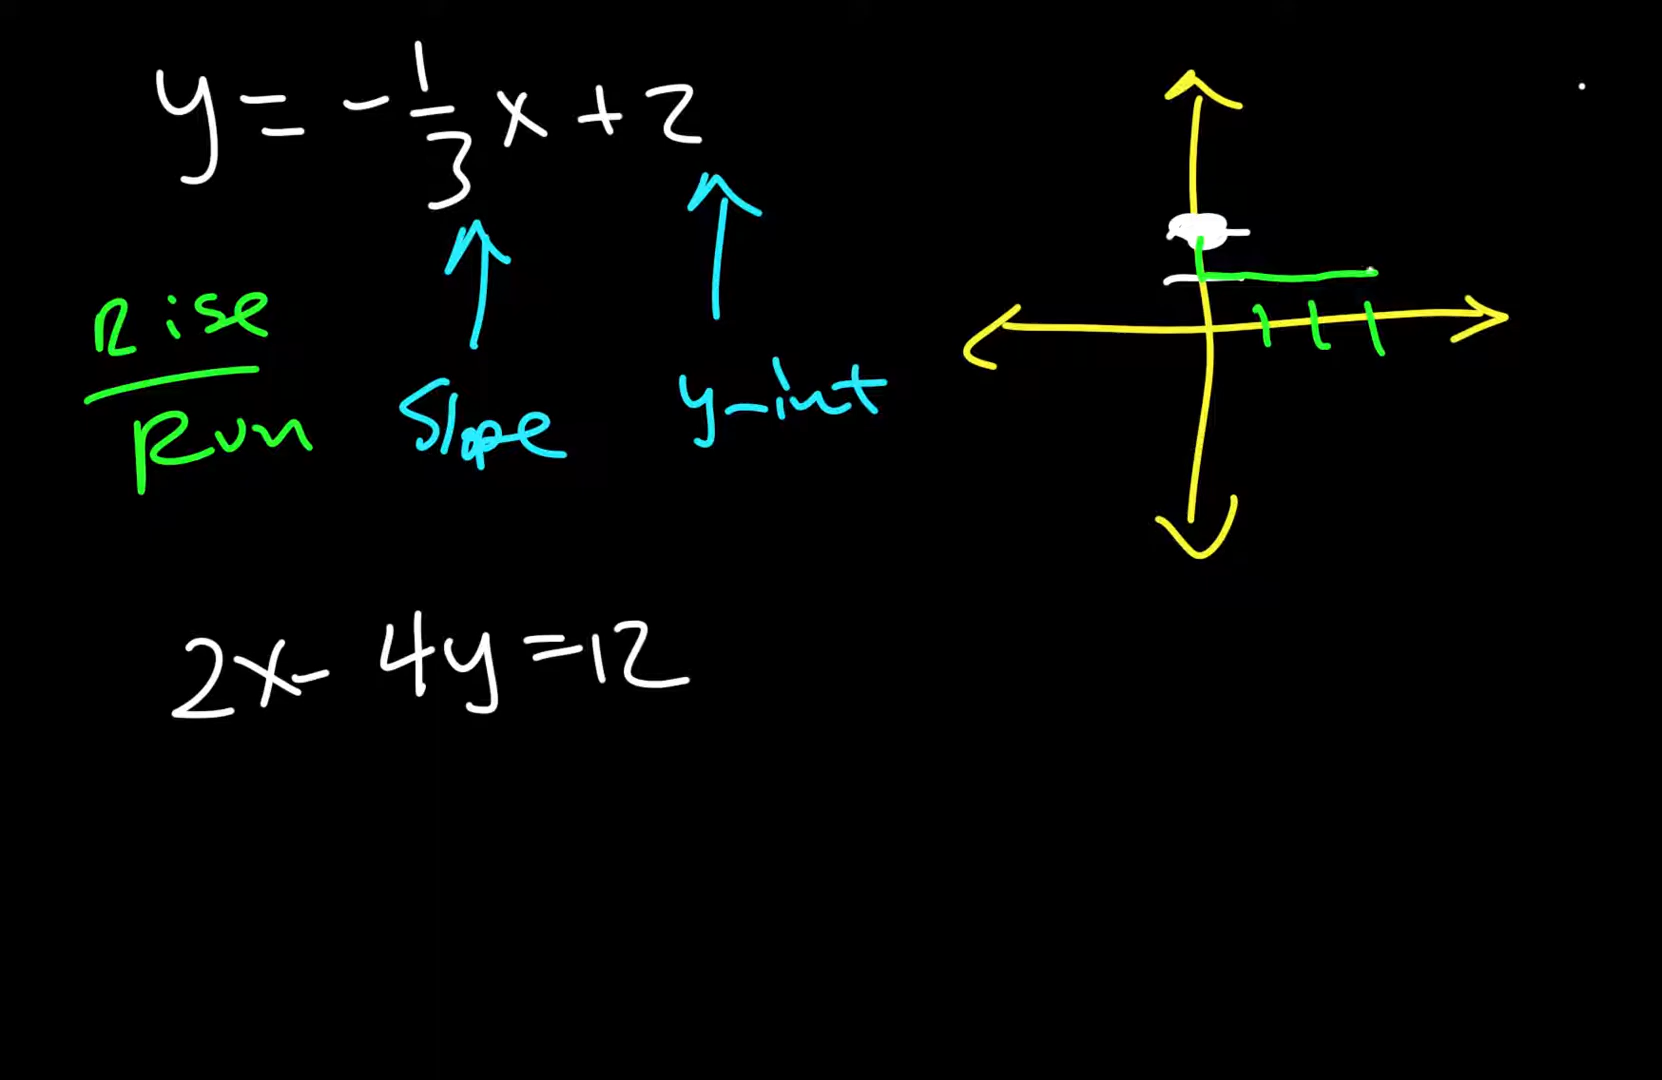 y = -1/3 x + 2
Rise
Run
Slope
y-int
2x - 4y = 12